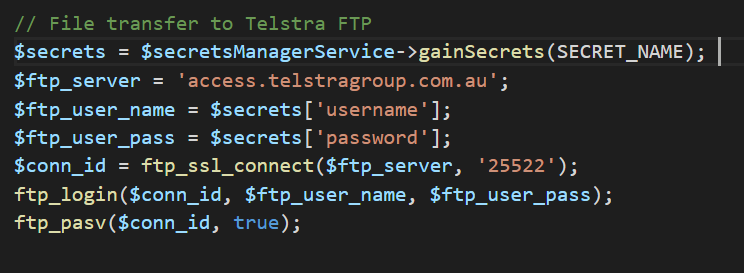 // File transfer to Telstra FTP
$secrets = $secretsManagerService->gainSecrets(SECRET_NAME);
$ftp_server = 'access.telstragroup.com.au';
$ftp_user_name = $secrets['username'];
$ftp_user_pass = $secrets['password'];
$conn_id = ftp_ssl_connect($ftp_server, '25522');
ftp_login($conn_id, $ftp_user_name, $ftp_user_pass);
ftp_pasv($conn_id, true);